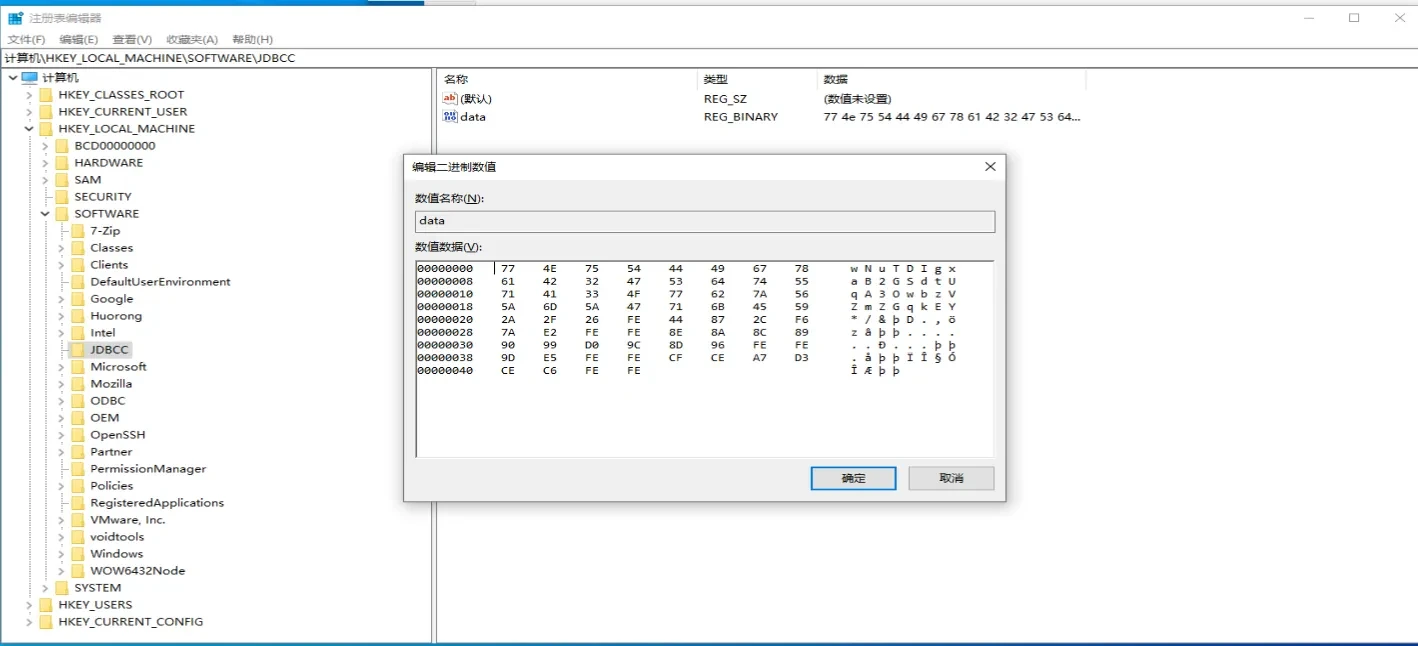 注册表编辑器
文件(F) 编辑(E) 查看(V) 收藏夹(A) 帮助(H)
计算机\HKEY_LOCAL_MACHINE\SOFTWARE\JDBCC
计算机
HKEY_CLASSES_ROOT
HKEY_CURRENT_USER
HKEY_LOCAL_MACHINE
BCD00000000
HARDWARE
SAM
SECURITY
SOFTWARE
7-Zip
Classes
Clients
DefaultUserEnvironment
Google
Huorong
Intel
JDBCC
Microsoft
Mozilla
ODBC
OEM
OpenSSH
Partner
PermissionManager
Policies
RegisteredApplications
VMware, Inc.
voidtools
Windows
WOW6432Node
SYSTEM
HKEY_USERS
HKEY_CURRENT_CONFIG
名称 类型 数据
(默认) REG_SZ (数值未设置)
data REG_BINARY 77 4e 75 54 44 49 67 78 61 42 32 47 53 64...
编辑二进制数值
数值名称(N):
data
数值数据(V):
00000000 77 4E 75 54 44 49 67 78 w N u T D I g x
00000008 61 42 32 47 53 64 74 55 a B 2 G S d t U
00000010 71 41 33 4F 77 62 7A 56 q A 3 O w b z V
00000018 5A 6D 5A 47 71 6B 45 59 Z m Z G q k E Y
00000020 2A 2F 26 FE 44 87 2C F6 * / & þ D . , ö
00000028 7A E2 FE FE 8E 8A 8C 89 z â þ þ . . . .
00000030 90 99 D0 9C 8D 96 FE FE . . Ð . . . þ þ
00000038 9D E5 FE FE CF CE A7 D3 . å þ þ Ï Î § Ó
00000040 CE C6 FE FE Î Æ þ þ
确定 取消